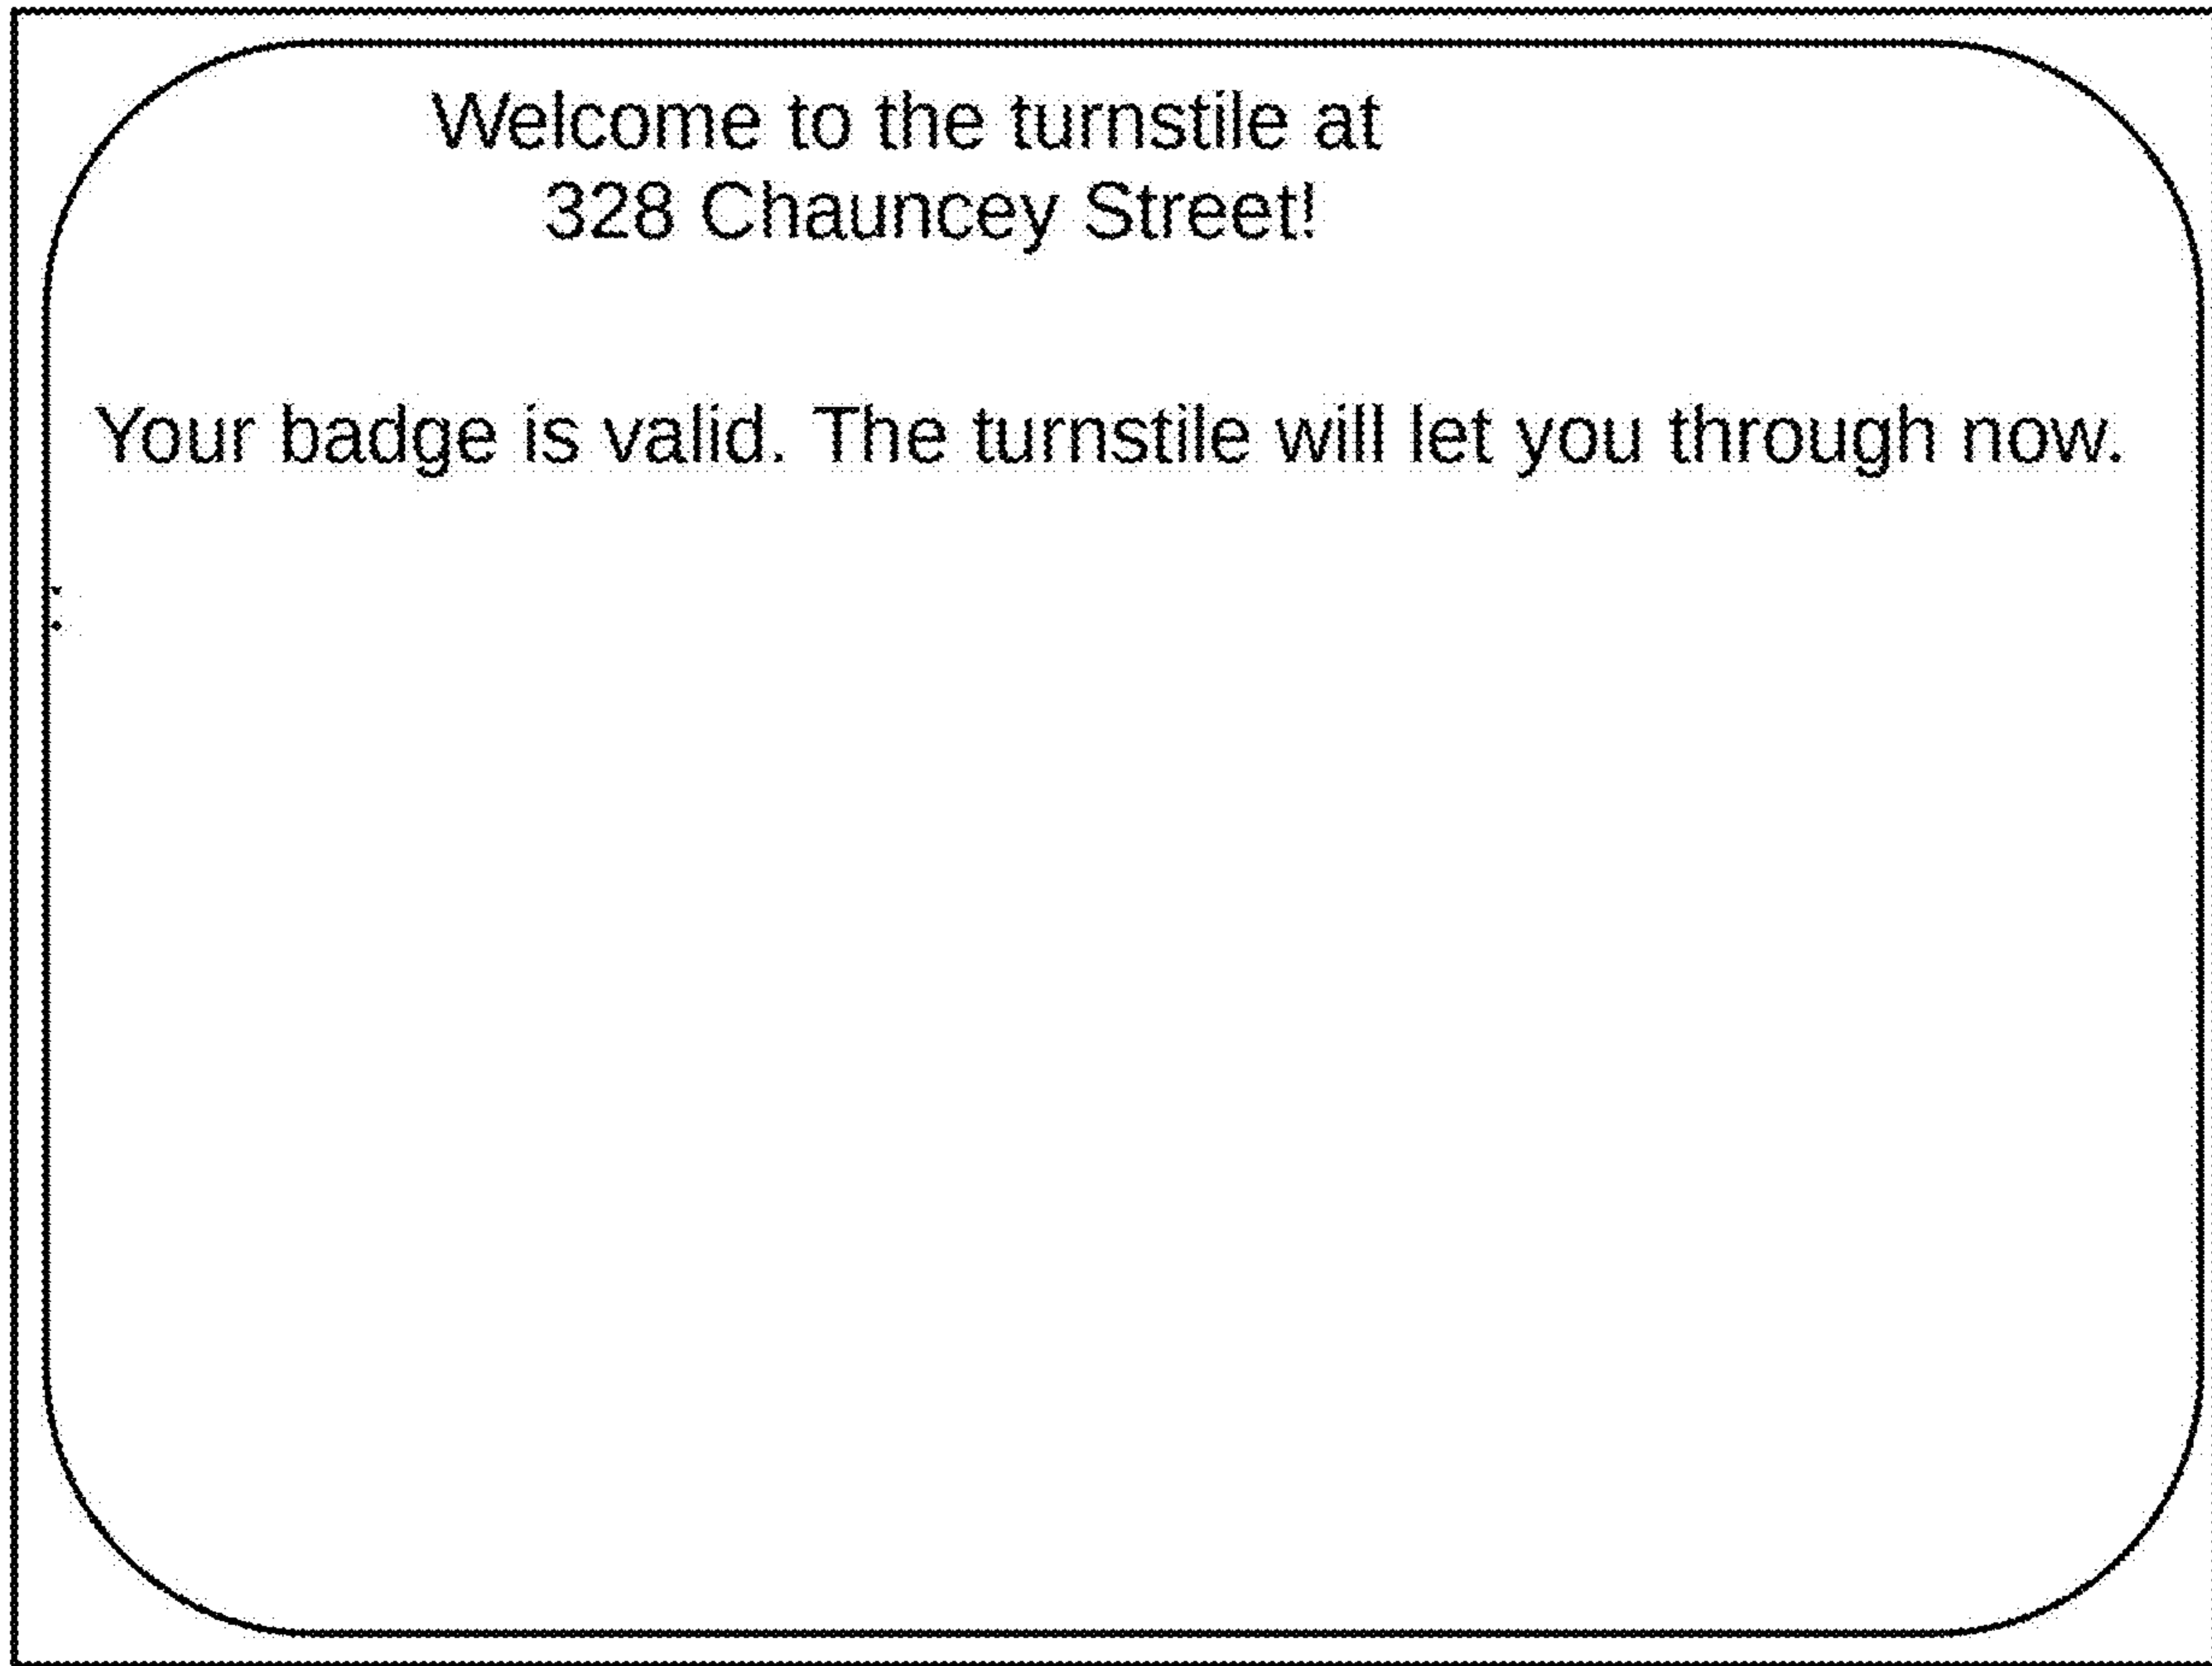 Welcome to the turnstile at
328 Chauncey Street!
Your badge is valid. The turnstile will let you through now.